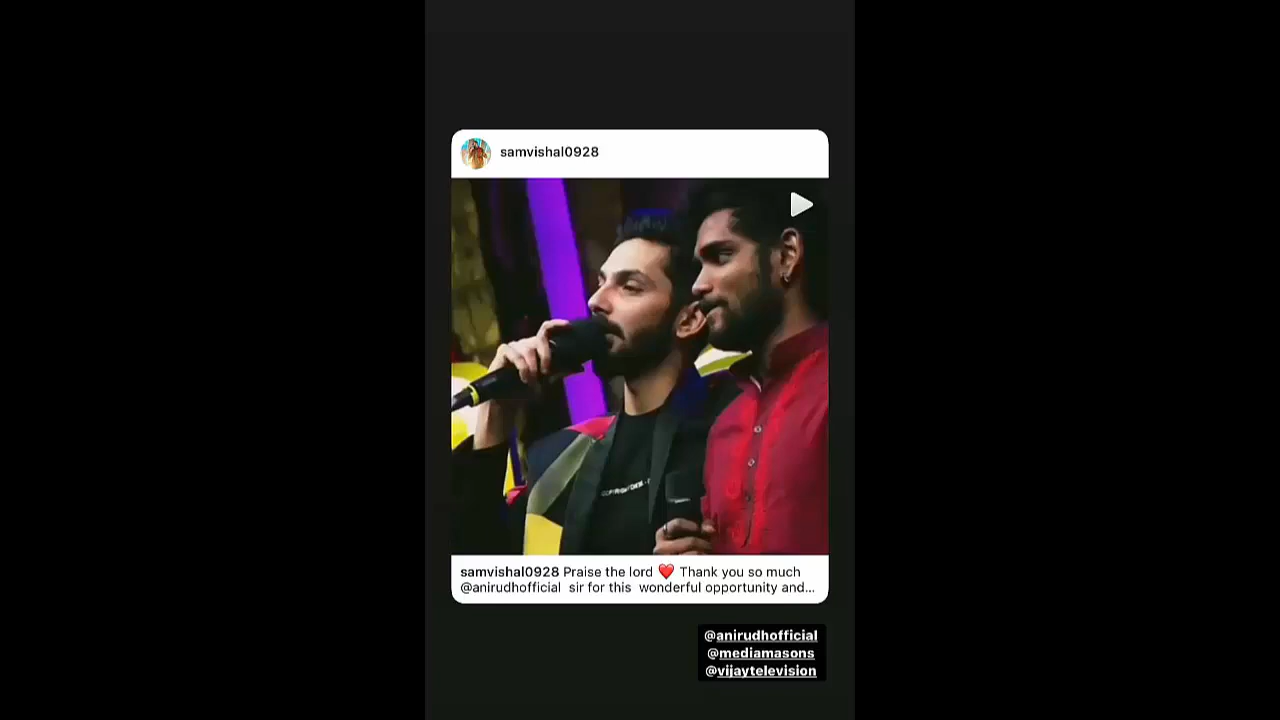 samvishal0928
samvishal0928 Praise the lord ❤️ Thank you so much
@anirudhofficial sir for this wonderful opportunity and...
@anirudhofficial
@mediamasons
@vijaytelevision